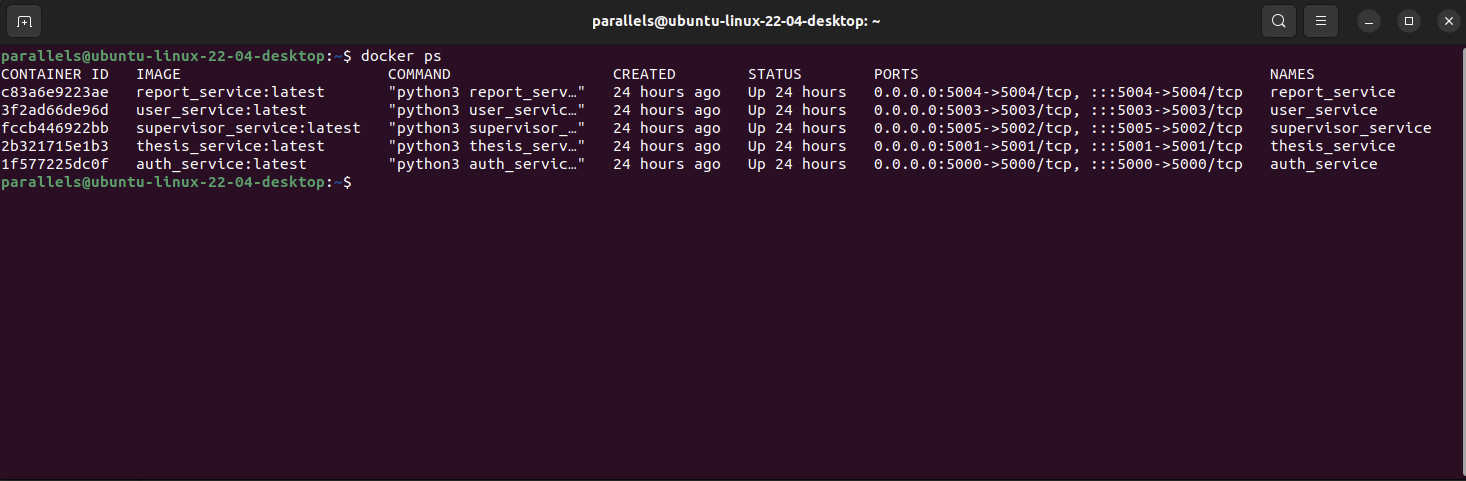 parallels@ubuntu-linux-22-04-desktop: ~
parallels@ubuntu-linux-22-04-desktop:~$ docker ps
CONTAINER ID   IMAGE                       COMMAND                  CREATED        STATUS        PORTS                                       NAMES
c83a6e9223ae   report_service:latest       "python3 report_serv…"   24 hours ago   Up 24 hours   0.0.0.0:5004->5004/tcp, :::5004->5004/tcp   report_service
3f2ad66de96d   user_service:latest         "python3 user_servic…"   24 hours ago   Up 24 hours   0.0.0.0:5003->5003/tcp, :::5003->5003/tcp   user_service
fccb446922bb   supervisor_service:latest   "python3 supervisor_…"   24 hours ago   Up 24 hours   0.0.0.0:5005->5002/tcp, :::5005->5002/tcp   supervisor_service
2b321715e1b3   thesis_service:latest       "python3 thesis_serv…"   24 hours ago   Up 24 hours   0.0.0.0:5001->5001/tcp, :::5001->5001/tcp   thesis_service
1f577225dc0f   auth_service:latest         "python3 auth_servic…"   24 hours ago   Up 24 hours   0.0.0.0:5000->5000/tcp, :::5000->5000/tcp   auth_service
parallels@ubuntu-linux-22-04-desktop:~$